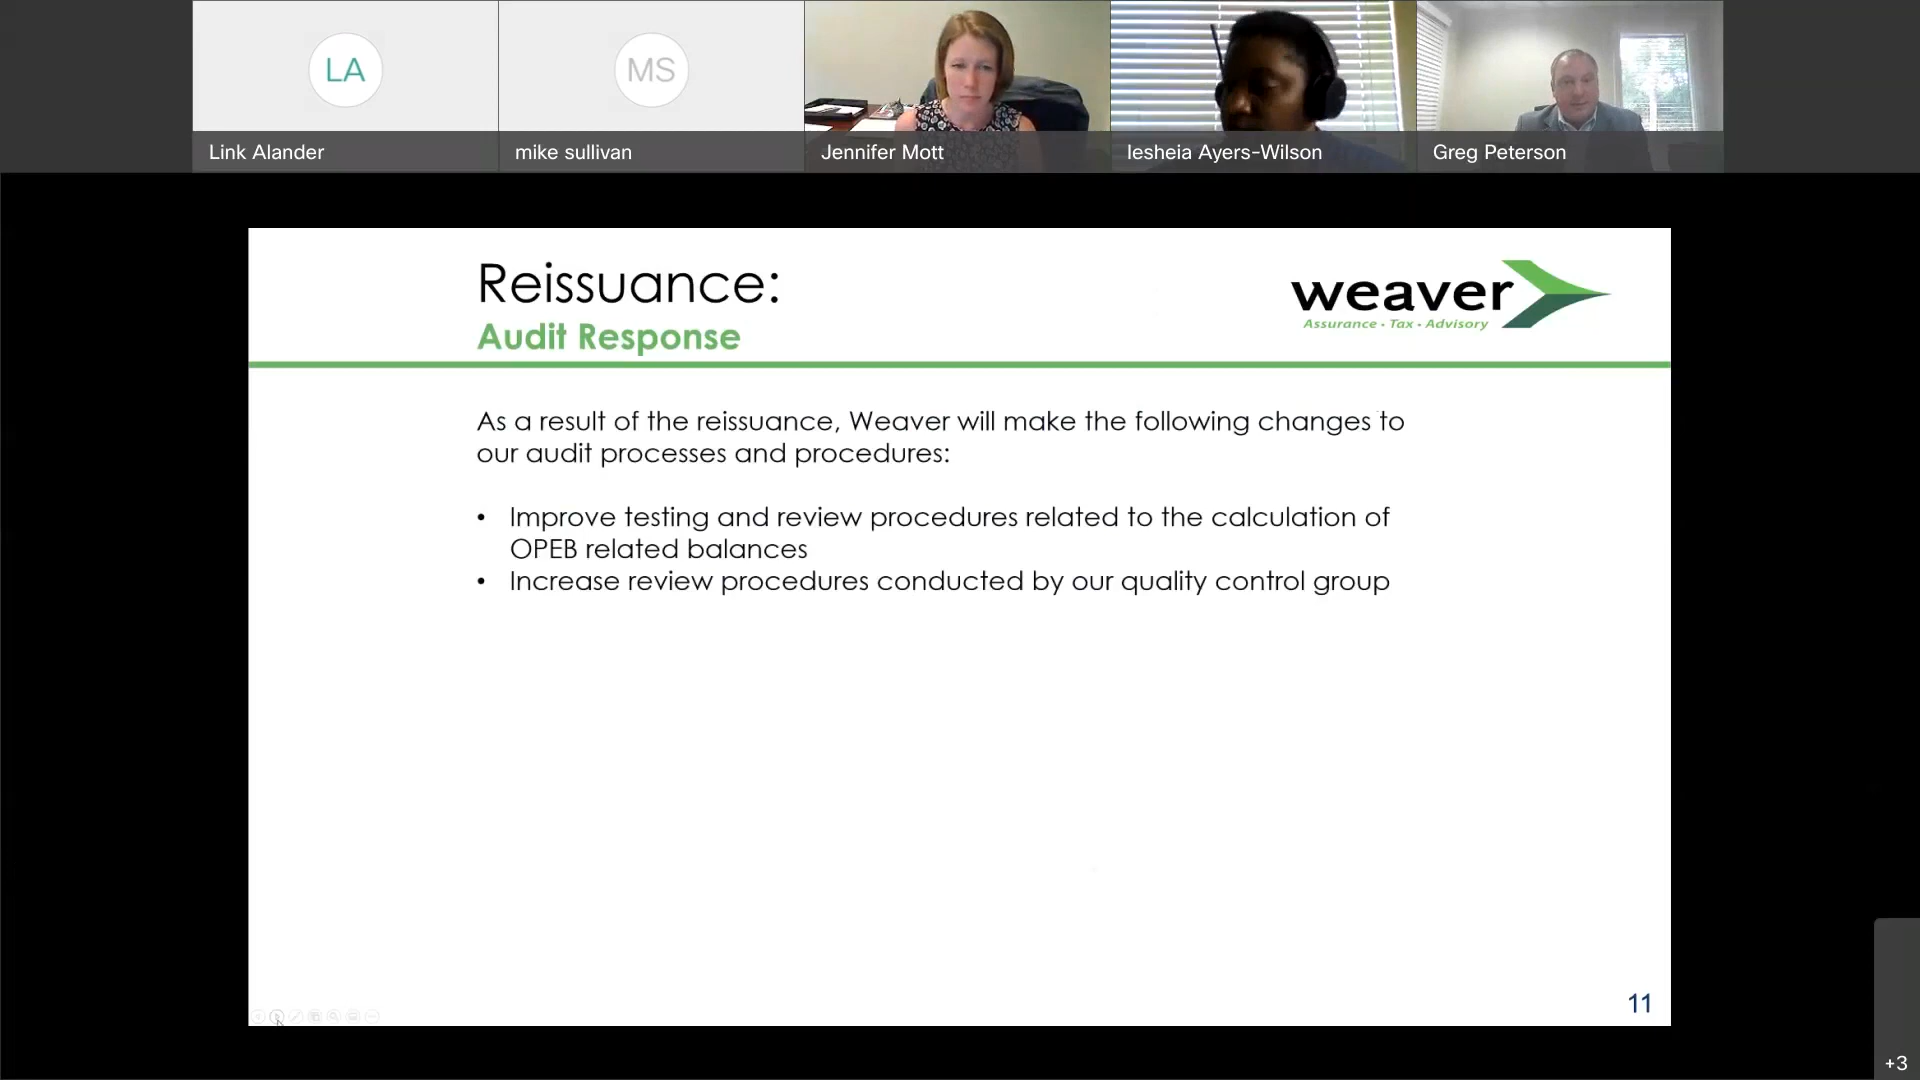 LA
MS
Link Alander
mike sullivan
Jennifer Mott
Iesheia Ayers-Wilson
Greg Peterson
Reissuance:
Audit Response
weaver
Assurance • Tax • Advisory
As a result of the reissuance, Weaver will make the following changes to
our audit processes and procedures:
• Improve testing and review procedures related to the calculation of
OPEB related balances
• Increase review procedures conducted by our quality control group
11
+3